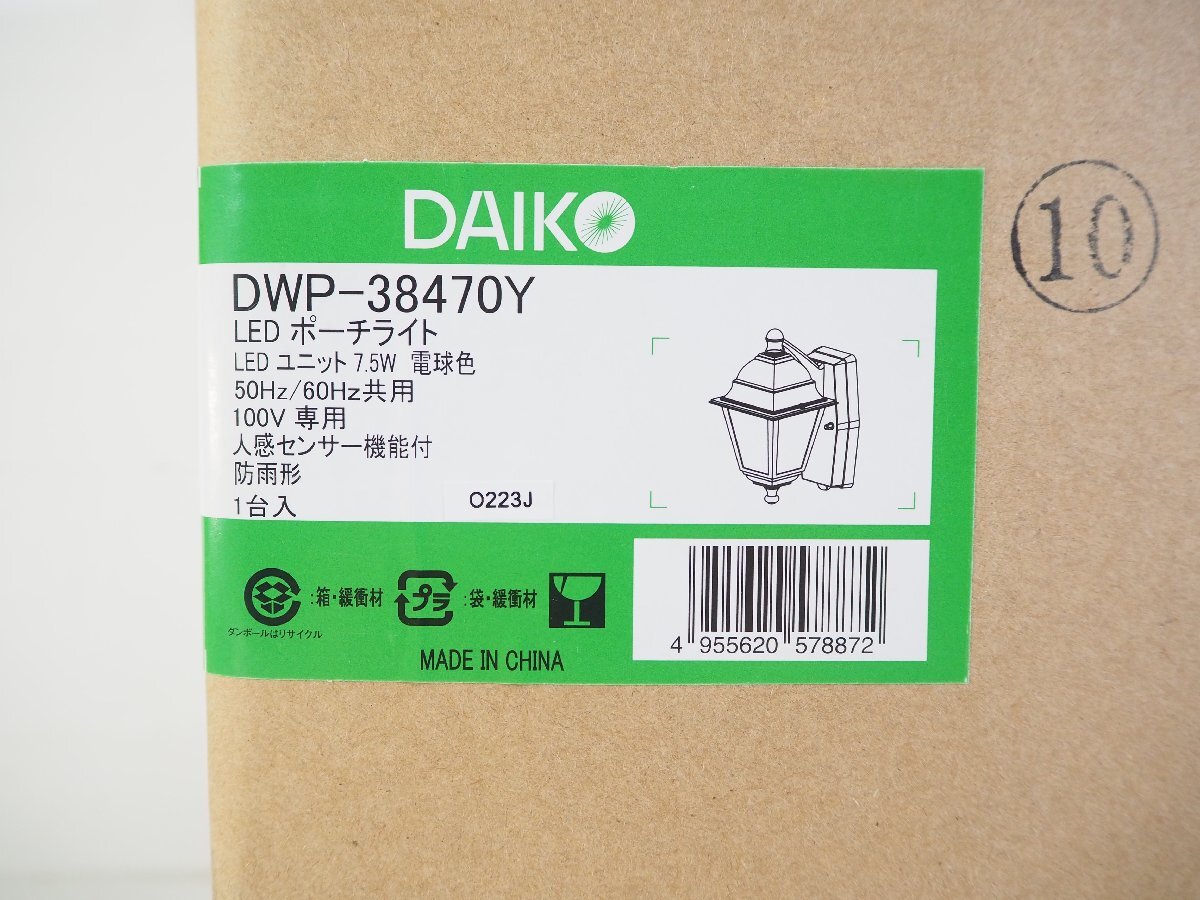 DAIKO
10
DWP-38470Y
LED ポーチライト
LED ユニット 7.5W 電球色
50Hz/60Hz共用
100V 専用
人感センサー機能付
防雨形
1台入
O223J
:箱・緩衝材
プラ
:袋・緩衝材
ダンボールはリサイクル
MADE IN CHINA
4 955620 578872